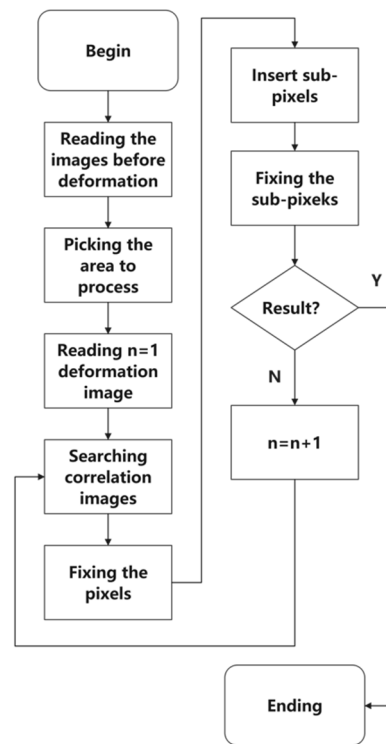 Begin
Reading the
images before
deformation
Picking the
area to
process
Reading n=1
deformation
image
Searching
correlation
images
Fixing the
pixels
Insert sub-
pixels
Fixing the
sub-pixeks
Result?
Y
N
n=n+1
Ending